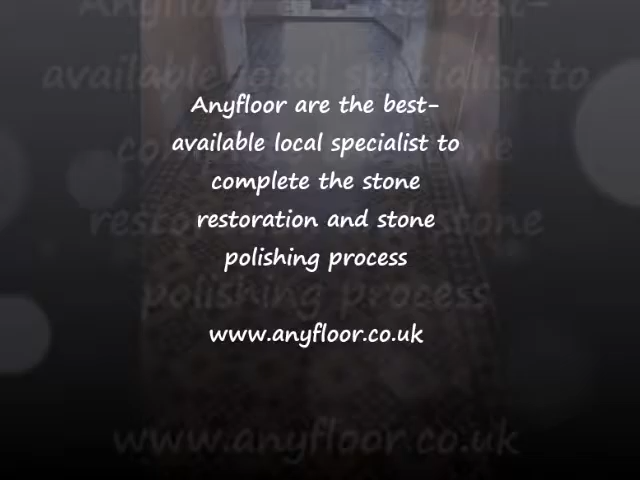 Anyfloor are the best-
available local specialist to
complete the stone
restoration and stone
polishing process
www.anyfloor.co.uk